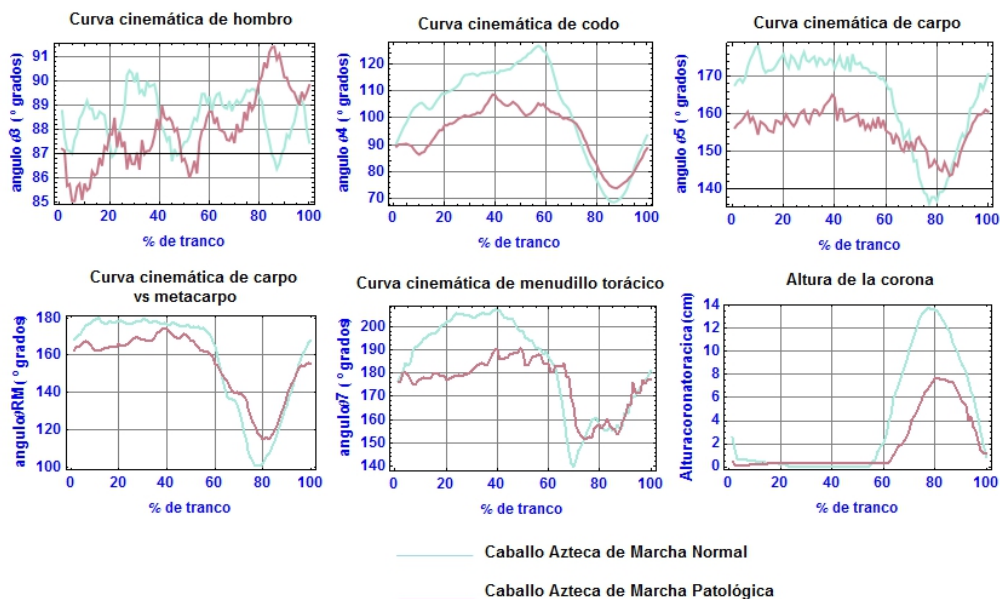 Curva cinemática de hombro
angulo θ3 ( ° grados)
91
90
89
88
87
86
85
0 20 40 60 80 100
% de tranco
Curva cinemática de codo
angulo θ4 ( ° grados)
120
110
100
90
80
70
0 20 40 60 80 100
% de tranco
Curva cinemática de carpo
angulo θ5 ( ° grados)
170
160
150
140
0 20 40 60 80 100
% de tranco
Curva cinemática de carpo
vs metacarpo
anguloθRM ( ° grados)
180
160
140
120
100
0 20 40 60 80 100
% de tranco
Curva cinemática de menudillo torácico
anguloθ7 ( ° grados)
200
190
180
170
160
150
140
0 20 40 60 80 100
% de tranco
Altura de la corona
Alturacoronatoracica(cm)
14
12
10
8
6
4
2
0
0 20 40 60 80 100
% de tranco
Caballo Azteca de Marcha Normal
Caballo Azteca de Marcha Patológica